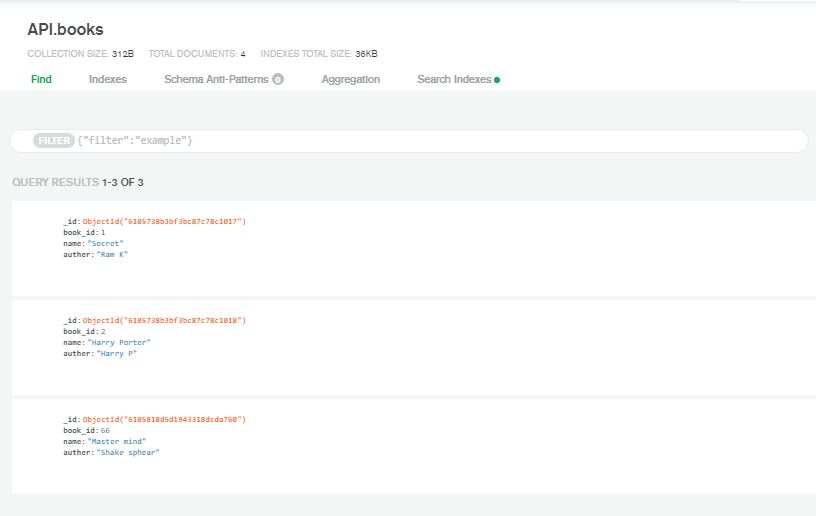 API.books
COLLECTION SIZE: 312B TOTAL DOCUMENTS: 4 INDEXES TOTAL SIZE: 36KB
Find Indexes Schema Anti-Patterns 0 Aggregation Search Indexes
FILTER {"filter":"example"}
QUERY RESULTS 1-3 OF 3
_id: ObjectId("6105738b3bf3bc87c78c1017")
book_id: 1
name: "Secret"
auther: "Ram K"
_id: ObjectId("6105738b3bf3bc87c78c1018")
book_id: 2
name: "Harry Porter"
auther: "Harry P"
_id: ObjectId("6105818d5d1943318dcda760")
book_id: 66
name: "Master mind"
auther: "Shake sphear"